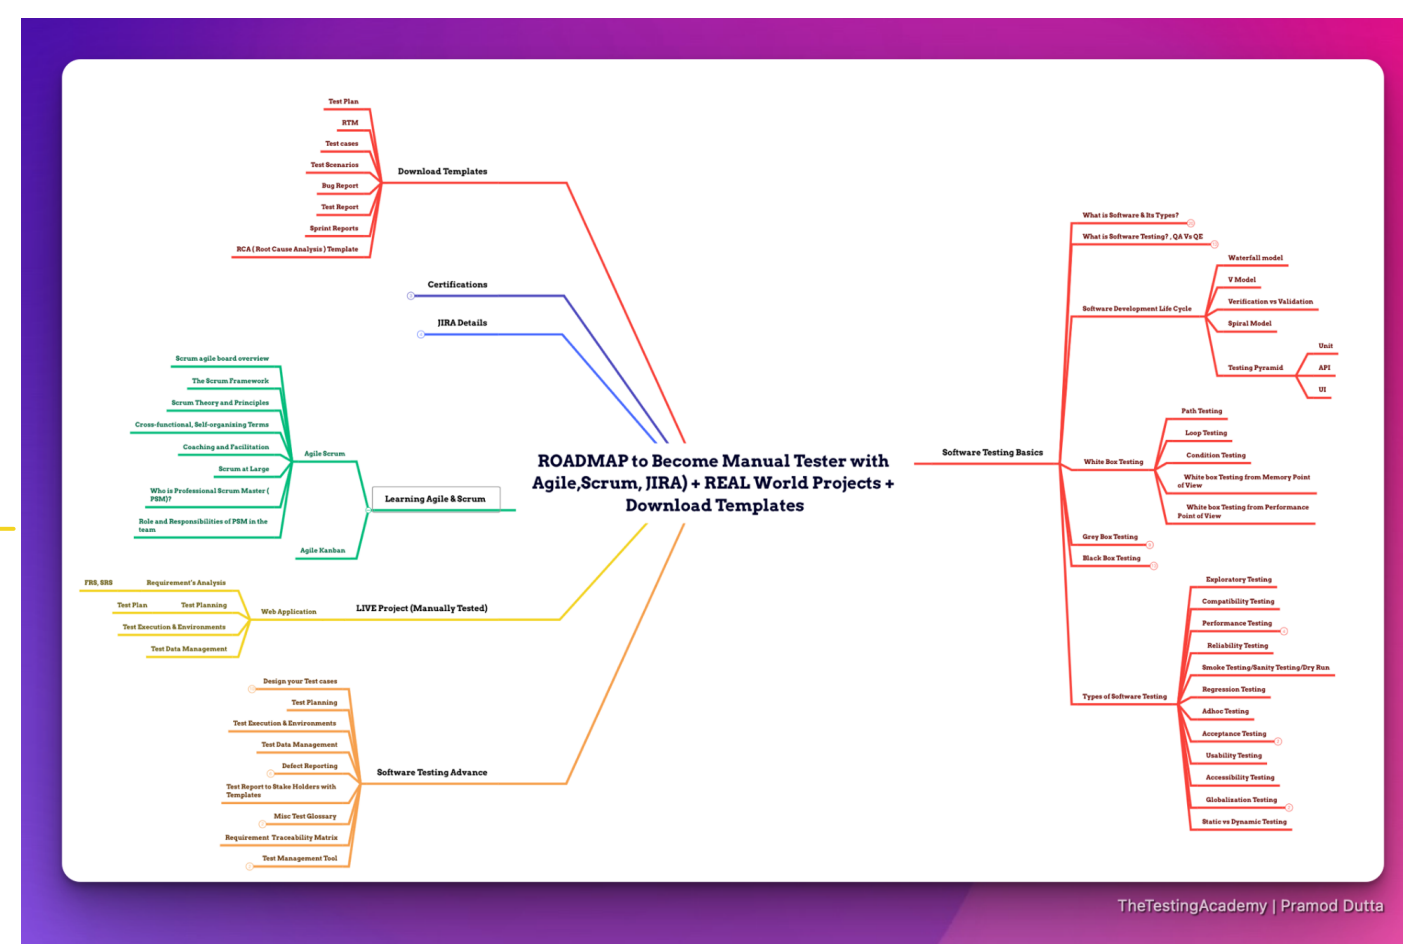 ROADMAP to Become Manual Tester with
Agile,Scrum, JIRA) + REAL World Projects +
Download Templates
Download Templates
Test Plan
RTM
Test cases
Test Scenarios
Bug Report
Test Report
Sprint Reports
RCA ( Root Cause Analysis ) Template
Certifications
JIRA Details
Learning Agile & Scrum
Agile Scrum
Scrum agile board overview
The Scrum Framework
Scrum Theory and Principles
Cross-functional, Self-organizing Terms
Coaching and Facilitation
Scrum at Large
Who is Professional Scrum Master (
PSM)?
Role and Responsibilities of PSM in the
team
Agile Kanban
LIVE Project (Manually Tested)
Web Application
Requirement's Analysis
FRS, SRS
Test Planning
Test Plan
Test Execution & Environments
Test Data Management
Software Testing Advance
Design your Test cases
Test Planning
Test Execution & Environments
Test Data Management
Defect Reporting
Test Report to Stake Holders with
Templates
Misc Test Glossary
Requirement Traceability Matrix
Test Management Tool
Software Testing Basics
What is Software & Its Types?
What is Software Testing? , QA Vs QE
Software Development Life Cycle
Waterfall model
V Model
Verification vs Validation
Spiral Model
Testing Pyramid
Unit
API
UI
White Box Testing
Path Testing
Loop Testing
Condition Testing
White box Testing from Memory Point
of View
White box Testing from Performance
Point of View
Grey Box Testing
Black Box Testing
Types of Software Testing
Exploratory Testing
Compatibility Testing
Performance Testing
Reliability Testing
Smoke Testing/Sanity Testing/Dry Run
Regression Testing
Adhoc Testing
Acceptance Testing
Usability Testing
Accessibility Testing
Globalization Testing
Static vs Dynamic Testing
TheTestingAcademy | Pramod Dutta